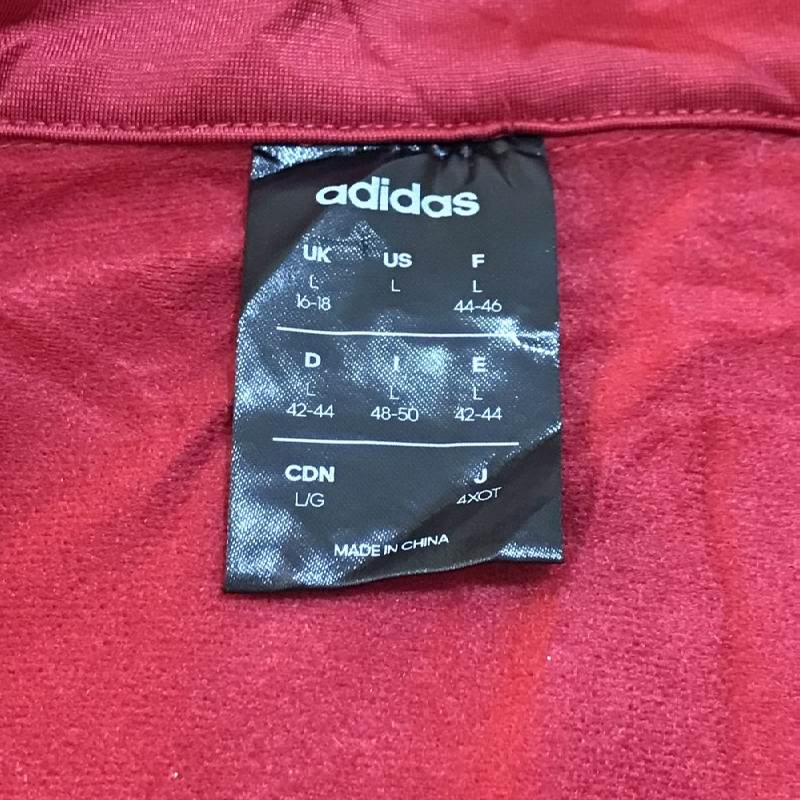 adidas
UK US F
L L L
16-18 44-46
D I E
L L L
42-44 48-50 42-44
CDN J
L/G 4XOT
MADE IN CHINA